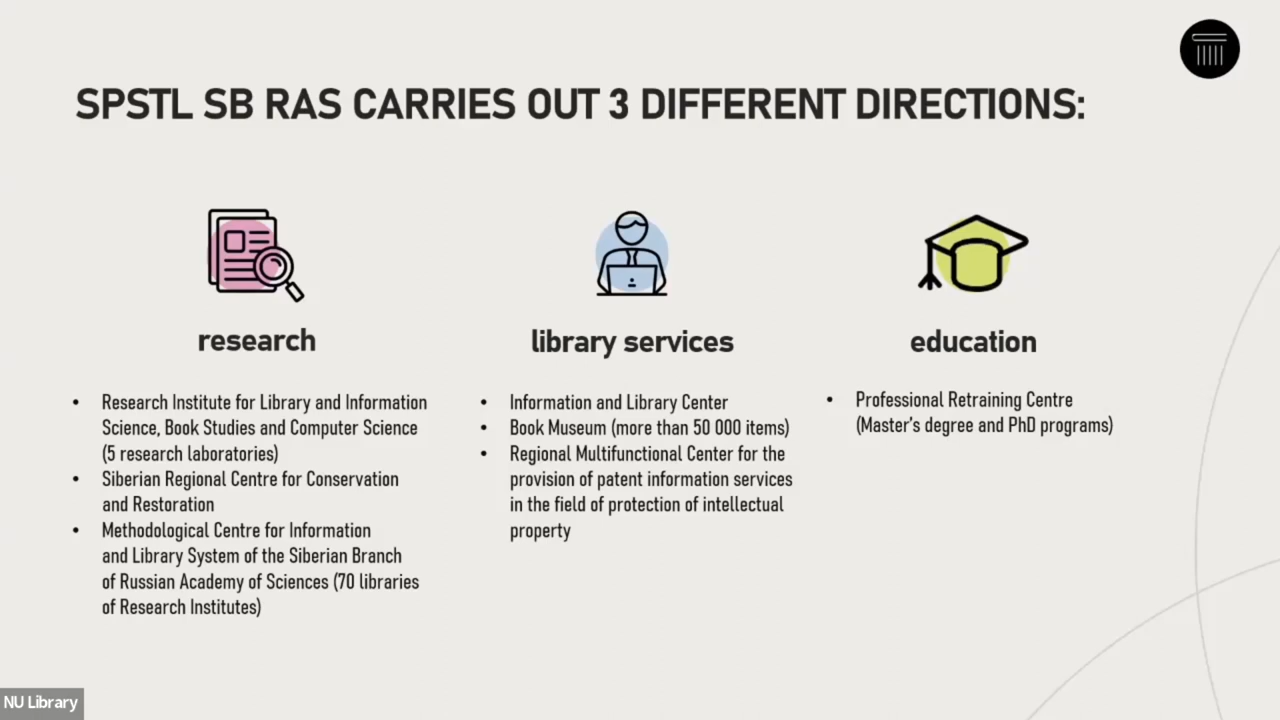 SPSTL SB RAS CARRIES OUT 3 DIFFERENT DIRECTIONS:
research
• Research Institute for Library and Information
Science, Book Studies and Computer Science
(5 research laboratories)
• Siberian Regional Centre for Conservation
and Restoration
• Methodological Centre for Information
and Library System of the Siberian Branch
of Russian Academy of Sciences (70 libraries
of Research Institutes)
library services
• Information and Library Center
• Book Museum (more than 50 000 items)
• Regional Multifunctional Center for the
provision of patent information services
in the field of protection of intellectual
property
education
• Professional Retraining Centre
(Master's degree and PhD programs)
NU Library